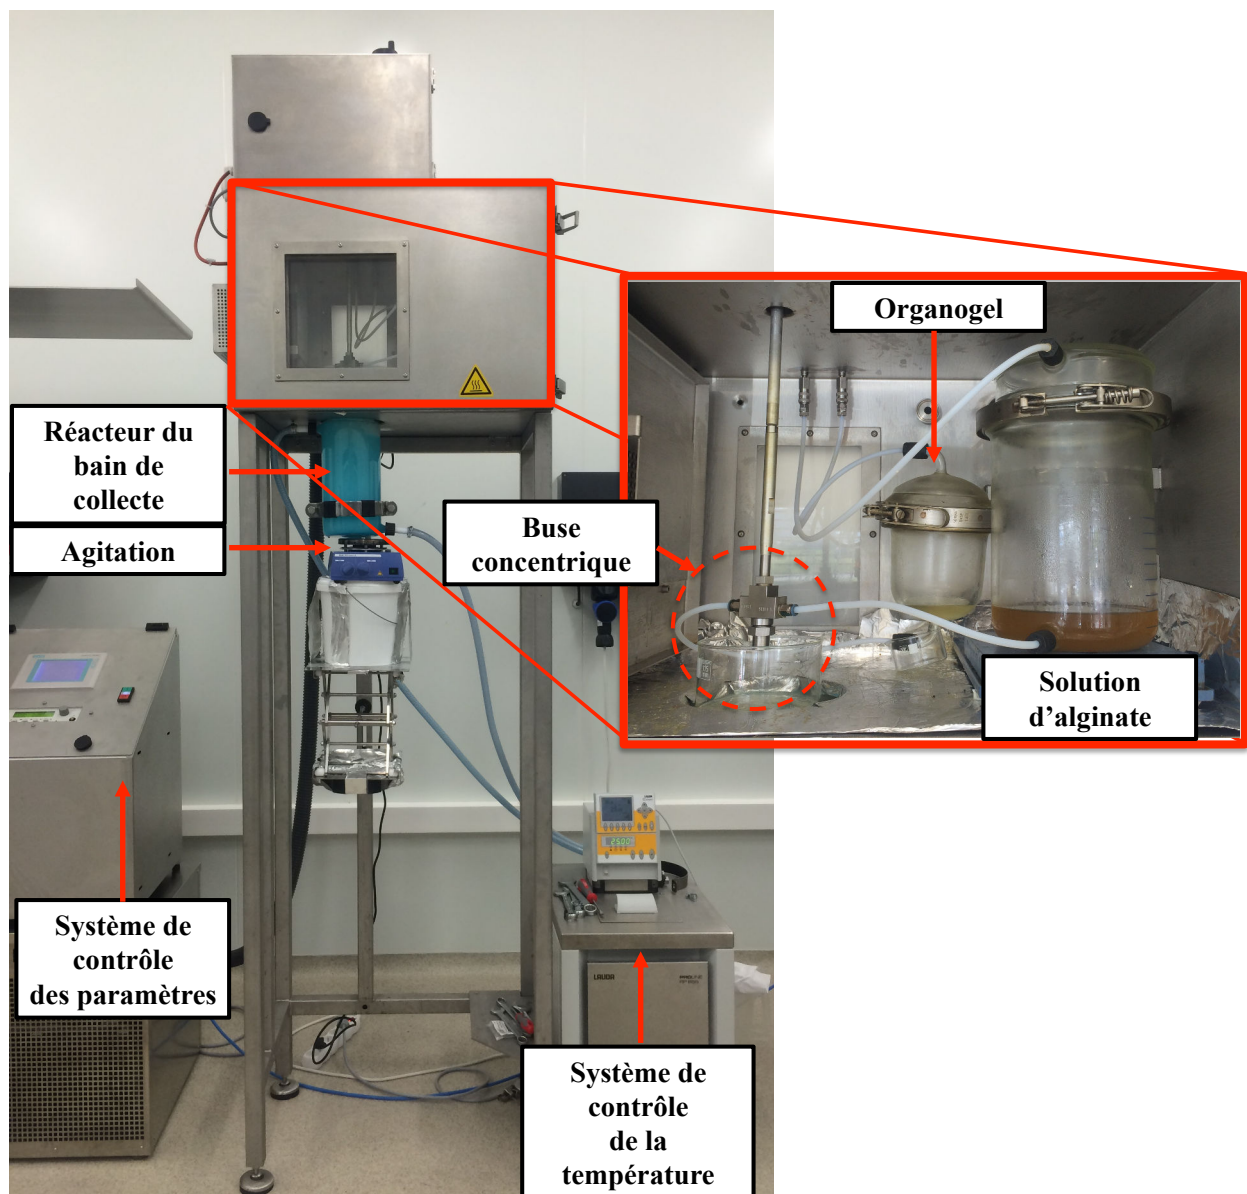 Organogel
Réacteur du
bain de
collecte
Agitation
Buse
concentrique
Solution
d'alginate
Système de
contrôle
des paramètres
LAUDA
Système de
contrôle
de la
température